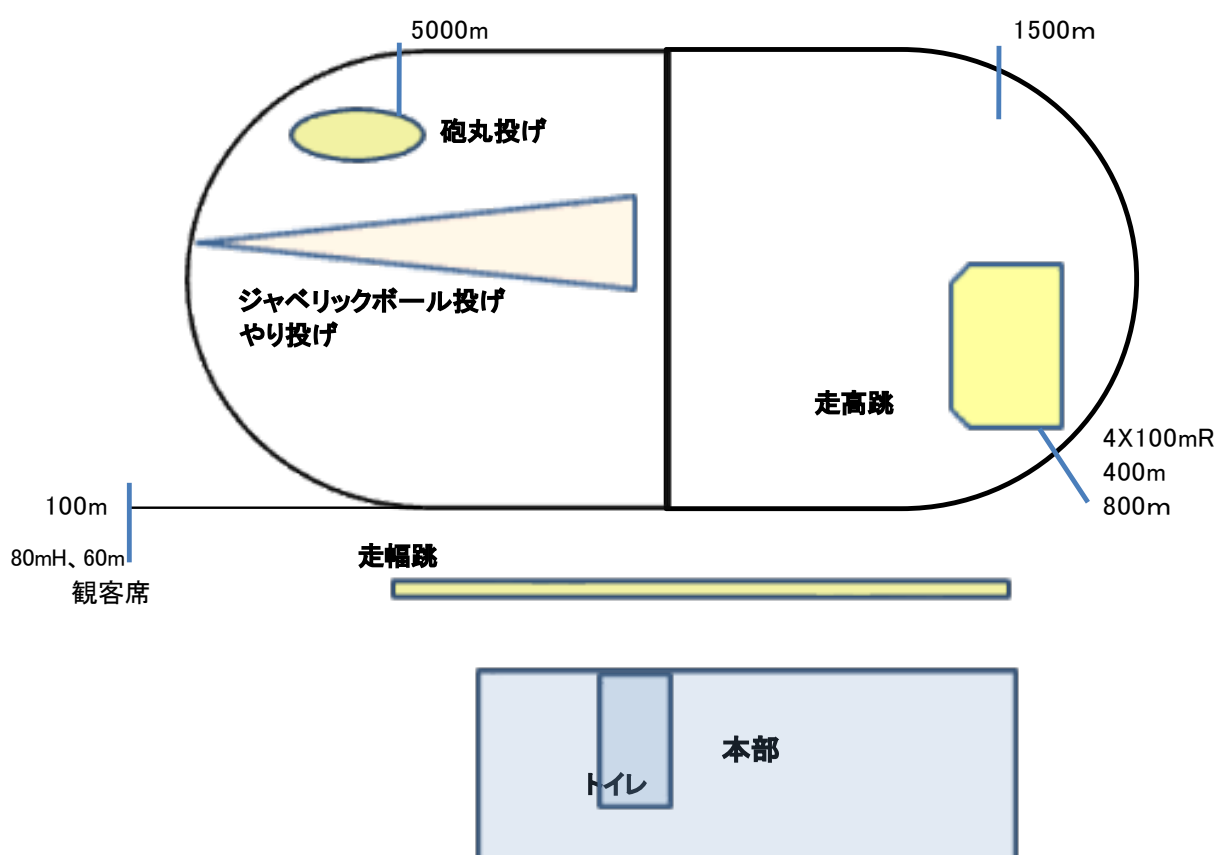 5000m
1500m
砲丸投げ
ジャベリックボール投げ
やり投げ
走高跳
4X100mR
400m
800m
100m
80mH、60m
観客席
走幅跳
本部
トイレ